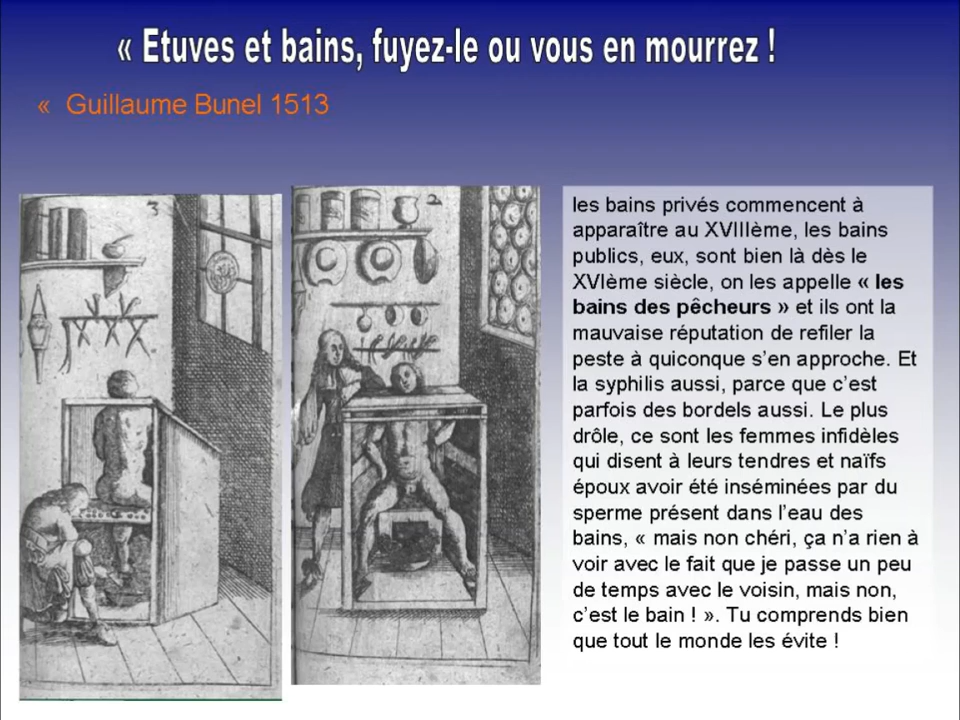 « Etuves et bains, fuyez-le ou vous en mourrez !
« Guillaume Bunel 1513
3
2
les bains privés commencent à
apparaître au XVIIIème, les bains
publics, eux, sont bien là dès le
XVIème siècle, on les appelle « les
bains des pêcheurs » et ils ont la
mauvaise réputation de refiler la
peste à quiconque s’en approche. Et
la syphilis aussi, parce que c’est
parfois des bordels aussi. Le plus
drôle, ce sont les femmes infidèles
qui disent à leurs tendres et naïfs
époux avoir été inséminées par du
sperme présent dans l’eau des
bains, « mais non chéri, ça n’a rien à
voir avec le fait que je passe un peu
de temps avec le voisin, mais non,
c’est le bain ! ». Tu comprends bien
que tout le monde les évite !